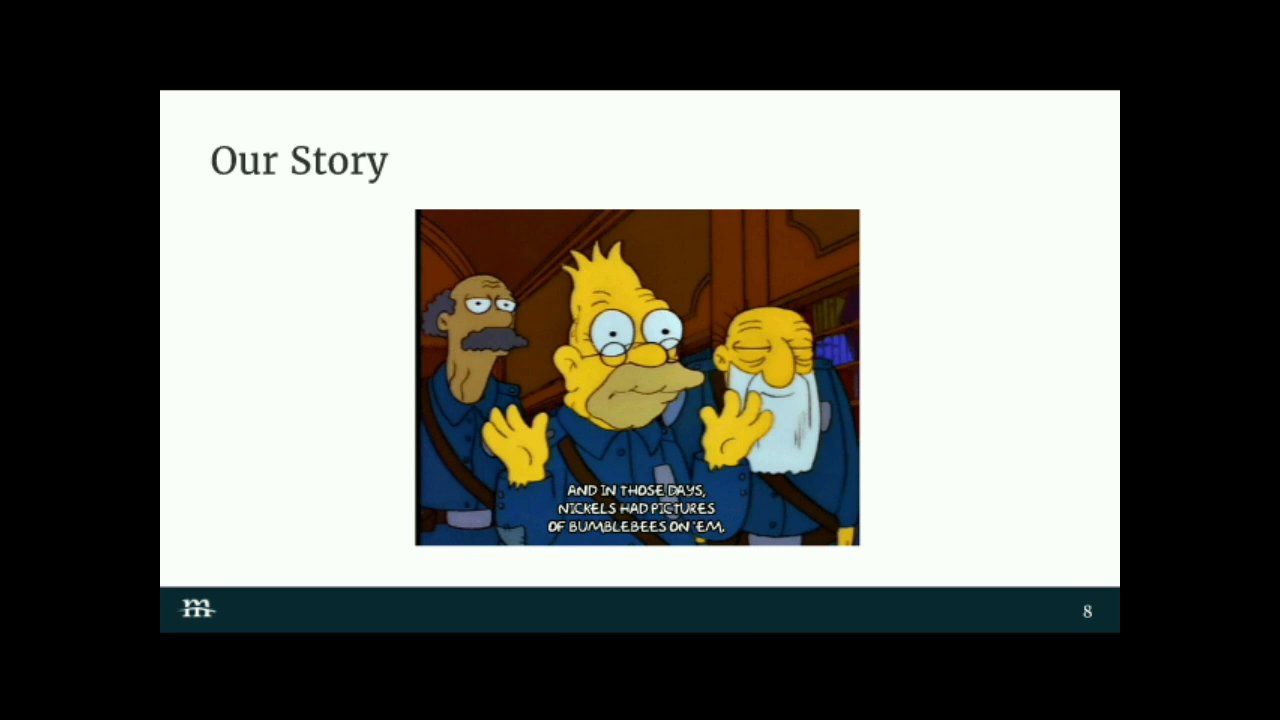 Our Story
AND IN THOSE DAYS,
NICKELS HAD PICTURES
OF BUMBLEBEES ON 'EM.
m
8